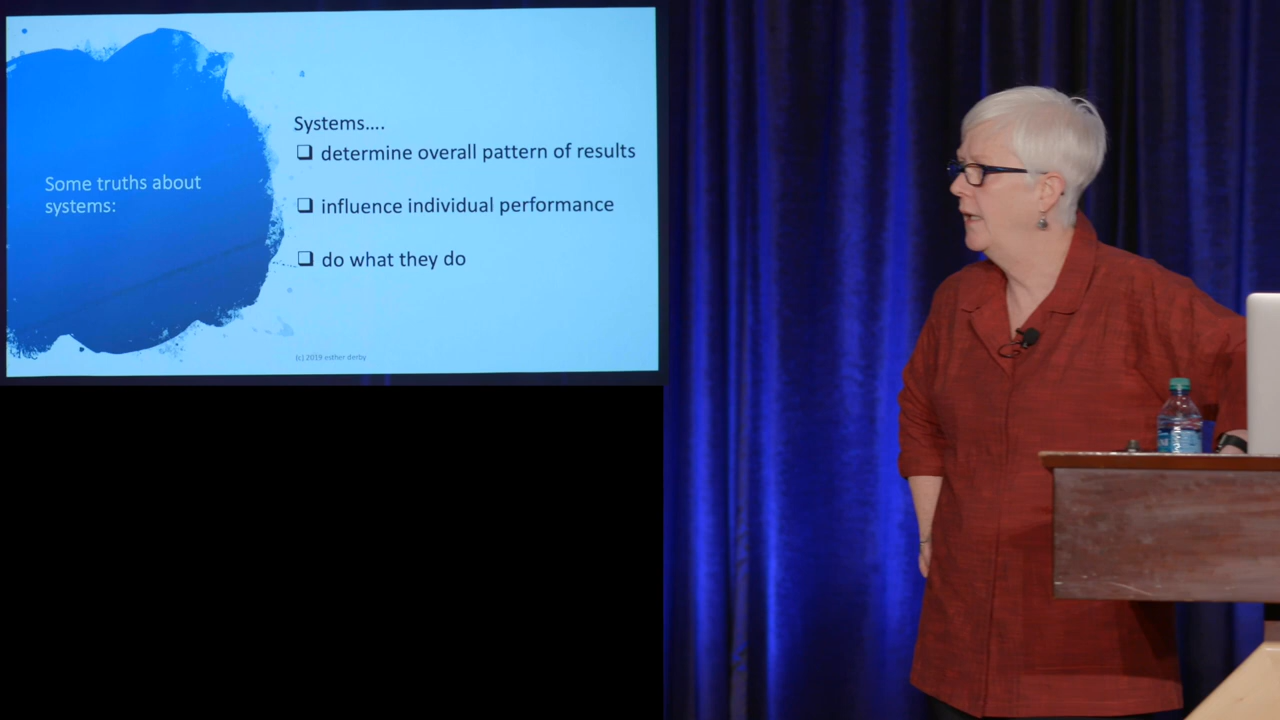 Some truths about
systems:
Systems....
❑ determine overall pattern of results
❑ influence individual performance
❑ do what they do
(c) 2019 esther derby